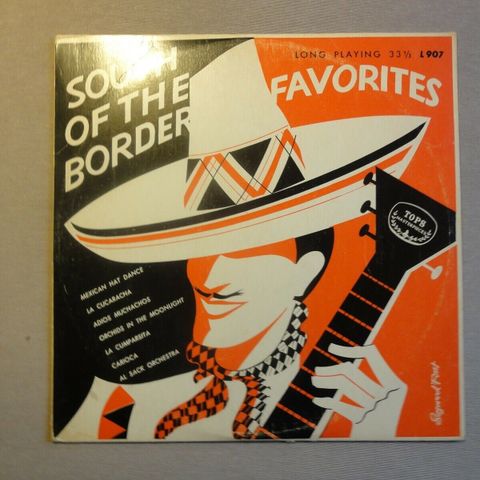 LONG PLAYING 33⅓ L907
SOUTH
OF THE
BORDER
FAVORITES
TOPS
MASTERPIECES
MEXICAN HAT DANCE
LA CUCARACHA
ADIOS MUCHACHOS
ORCHIDS IN THE MOONLIGHT
LA CUMPARSITA
CARIOCA
AL SACK ORCHESTRA